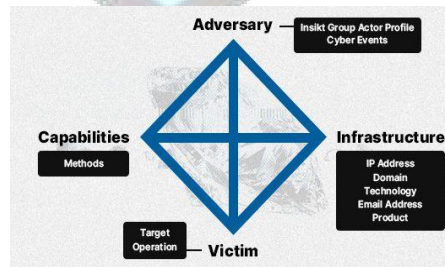 Adversary
Insikt Group Actor Profile
Cyber Events
Capabilities
Methods
Infrastructure
IP Address
Domain
Technology
Email Address
Product
Target
Operation
Victim